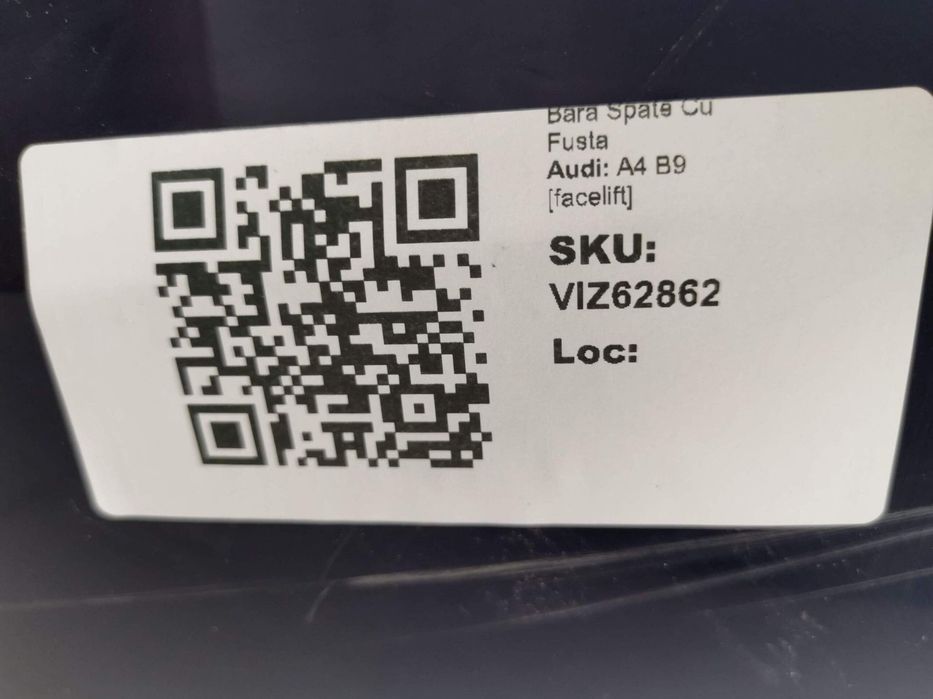 Bara Spate Cu
Fusta
Audi: A4 B9
[facelift]
SKU:
VIZ62862
Loc: